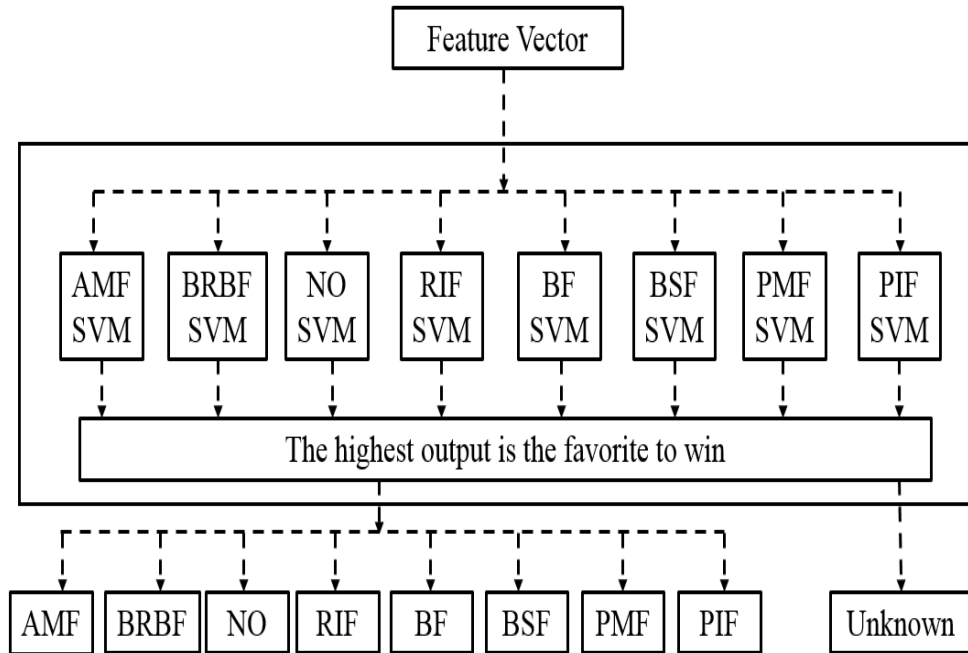 Feature Vector
AMF BRBF NO RIF BF BSF PMF PIF
SVM SVM SVM SVM SVM SVM SVM SVM
The highest output is the favorite to win
AMF BRBF NO RIF BF BSF PMF PIF Unknown